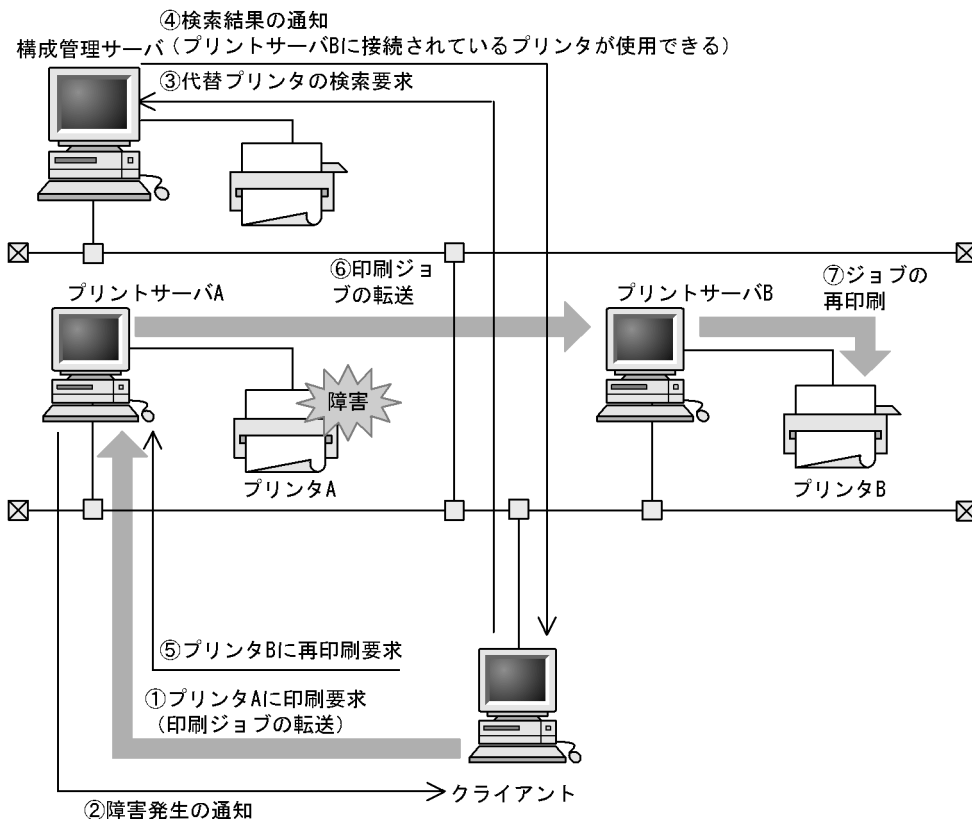 ④検索結果の通知
構成管理サーバ(プリントサーバBに接続されているプリンタが使用できる)
③代替プリンタの検索要求
⑥印刷ジョ
ブの転送
⑦ジョブの
再印刷
プリントサーバA
プリントサーバB
障害
プリンタA
プリンタB
⑤プリンタBに再印刷要求
①プリンタAに印刷要求
(印刷ジョブの転送)
クライアント
②障害発生の通知